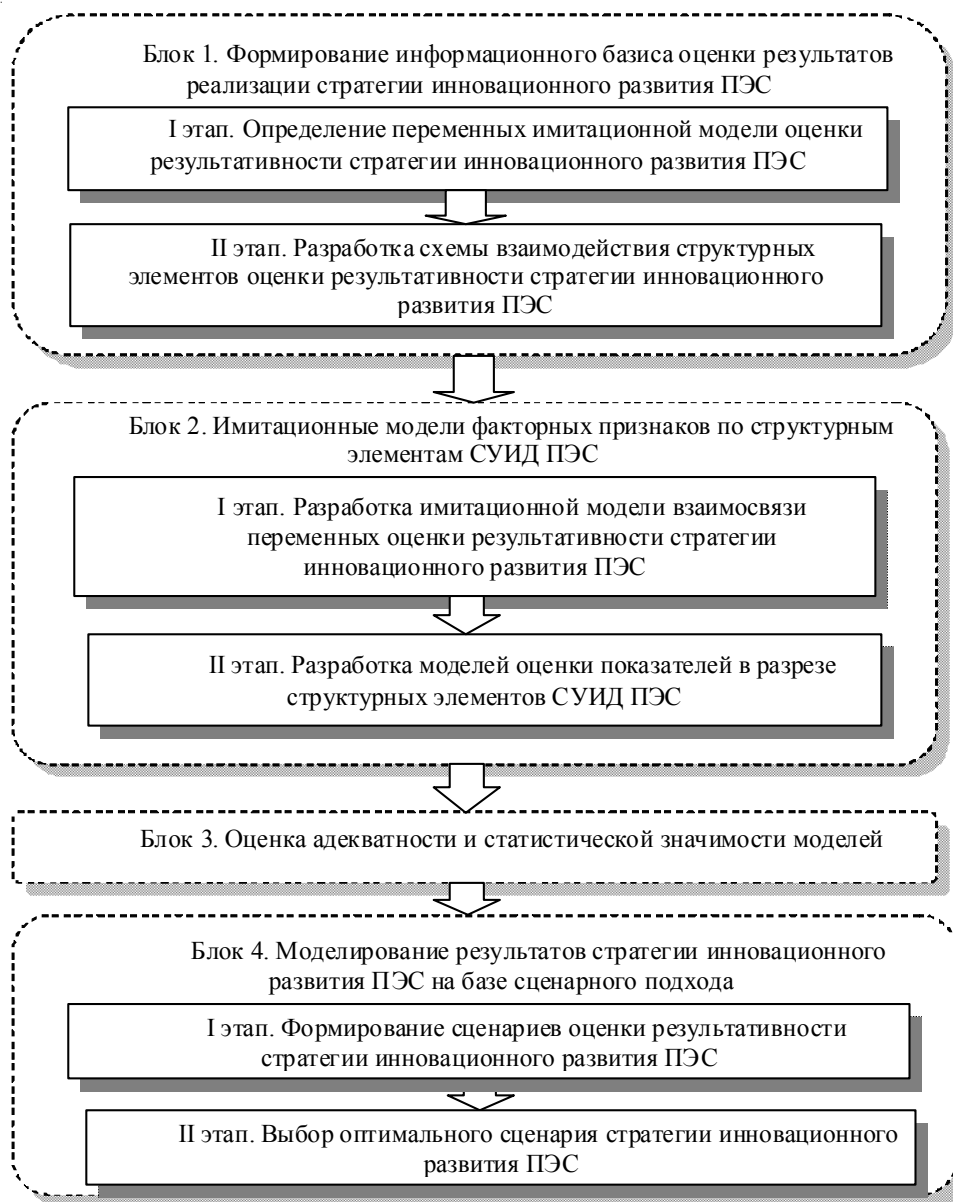 Блок 1. Формирование информационного базиса оценки результатов
реализации стратегии инновационного развития ПЭС
I этап. Определение переменных имитационной модели оценки
результативности стратегии инновационного развития ПЭС
II этап. Разработка схемы взаимодействия структурных
элементов оценки результативности стратегии инновационного
развития ПЭС
Блок 2. Имитационные модели факторных признаков по структурным
элементам СУИД ПЭС
I этап. Разработка имитационной модели взаимосвязи
переменных оценки результативности стратегии
инновационного развития ПЭС
II этап. Разработка моделей оценки показателей в разрезе
структурных элементов СУИД ПЭС
Блок 3. Оценка адекватности и статистической значимости моделей
Блок 4. Моделирование результатов стратегии инновационного
развития ПЭС на базе сценарного подхода
I этап. Формирование сценариев оценки результативности
стратегии инновационного развития ПЭС
II этап. Выбор оптимального сценария стратегии инновационного
развития ПЭС